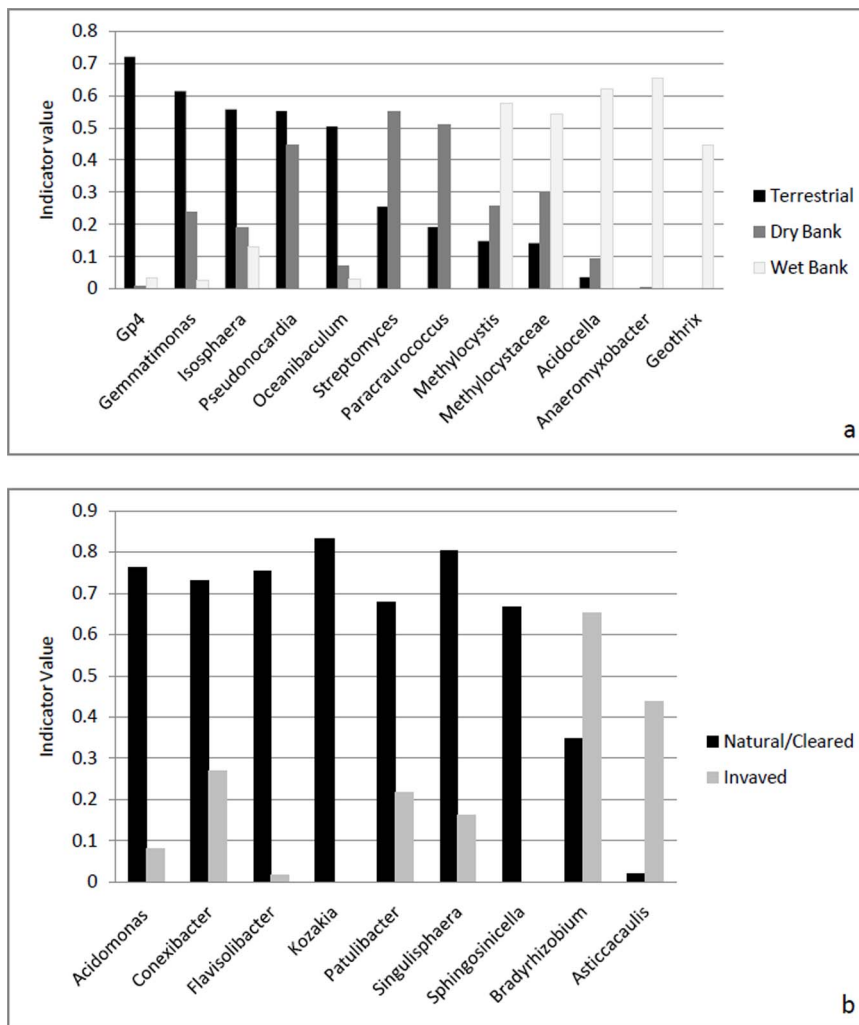 0.8
0.7
0.6
0.5
0.4
0.3
0.2
0.1
0
Indicator value
Gp4
Gemmatimonas
Isosphaera
Pseudonocardia
Oceanibaculum
Streptomyces
Paracraurococcus
Methylocystis
Methylocystaceae
Acidocella
Anaeromyxobacter
Geothrix
Terrestrial
Dry Bank
Wet Bank
a
0.9
0.8
0.7
0.6
0.5
0.4
0.3
0.2
0.1
0
Indicator Value
Acidomonas
Conexibacter
Flavisolibacter
Kozakia
Patulibacter
Singulisphaera
Sphingosinicella
Bradyrhizobium
Asticcacaulis
Natural/Cleared
Invaved
b